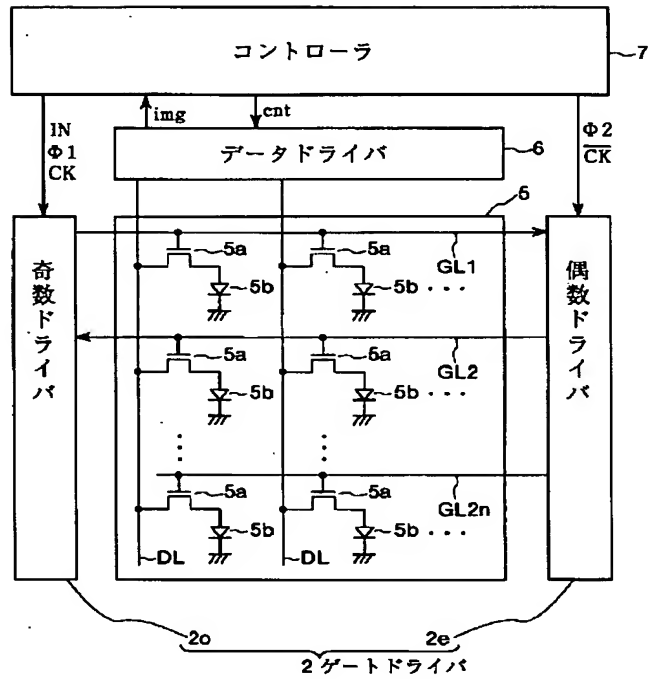 コントローラ
7
IN
Φ1
CK
img
cnt
Φ2
CK
データドライバ
6
5
奇数ドライバ
偶数ドライバ
5a
5a
GL1
5b
5b
5a
5a
GL2
5b
5b
5a
5a
GL2n
5b
5b
DL
DL
2o
2e
2 ゲートドライバ